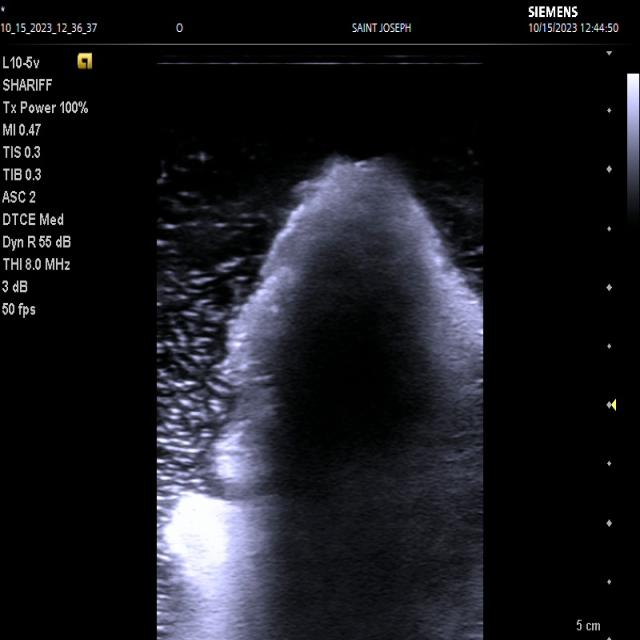 *
SIEMENS
10_15_2023_12_36_37 O SAINT JOSEPH 10/15/2023 12:44:50
L10-5v
SHARIFF
Tx Power 100%
MI 0.47
TIS 0.3
TIB 0.3
ASC 2
DTCE Med
Dyn R 55 dB
THI 8.0 MHz
3 dB
50 fps
5 cm